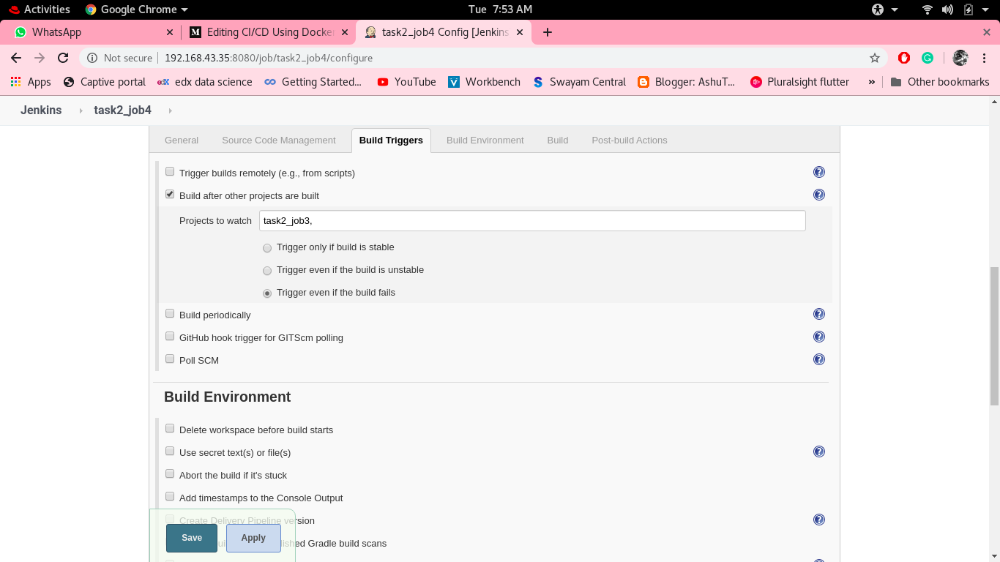 Activities Google Chrome Tue 7:53 AM
WhatsApp Editing CI/CD Using Docke task2_job4 Config [Jenkins
Not secure 192.168.43.35:8080/job/task2_job4/configure
Apps Captive portal edX edx data science Getting Started... YouTube Workbench Swayam Central Blogger: AshuT... Pluralsight flutter » Other bookmarks
Jenkins task2_job4
General Source Code Management Build Triggers Build Environment Build Post-build Actions
Trigger builds remotely (e.g., from scripts)
Build after other projects are built
Projects to watch task2_job3,
Trigger only if build is stable
Trigger even if the build is unstable
Trigger even if the build fails
Build periodically
GitHub hook trigger for GITScm polling
Poll SCM
Build Environment
Delete workspace before build starts
Use secret text(s) or file(s)
Abort the build if it's stuck
Add timestamps to the Console Output
Create Delivery Pipeline version
Gradle build scans
Save Apply